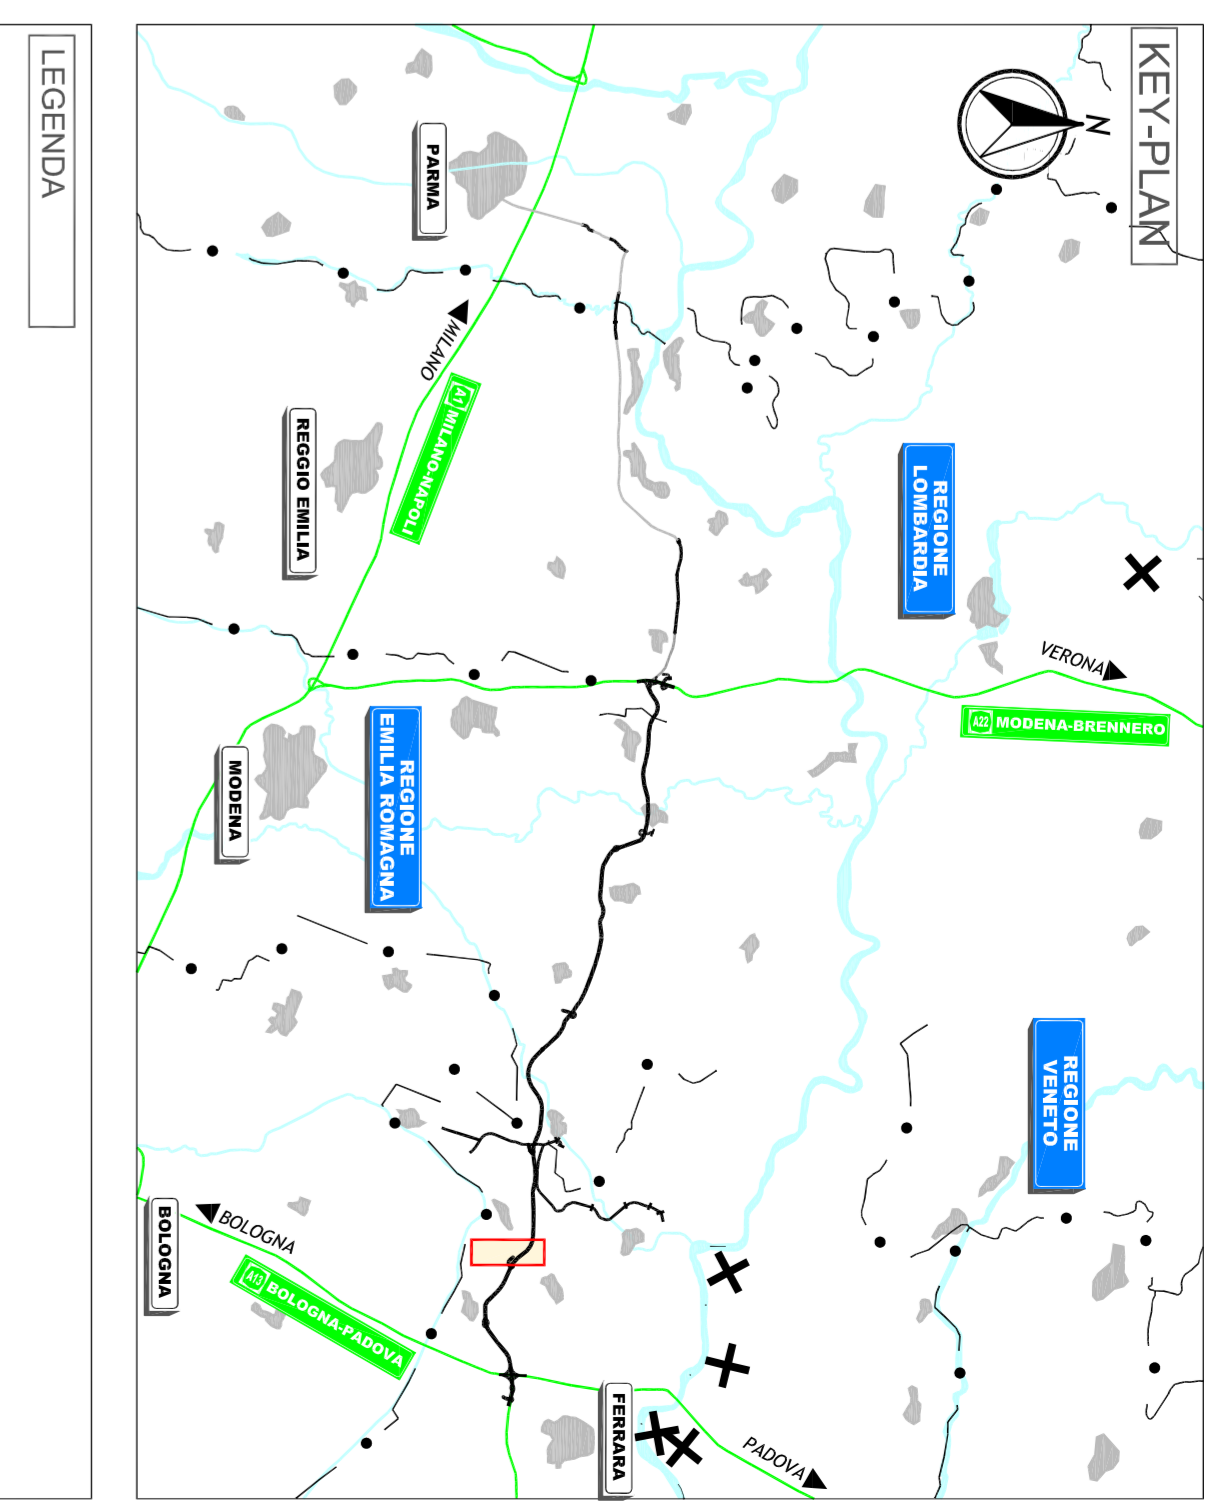 KEY-PLAN
N
PARMA
MILANO
A1 MILANO-NAPOLI
REGGIO EMILIA
REGIONE
LOMBARDIA
VERONA
A22 MODENA-BRENNERO
MODENA
REGIONE
EMILIA ROMAGNA
REGIONE
VENETO
BOLOGNA
BOLOGNA
A13 BOLOGNA-PADOVA
FERRARA
PADOVA
LEGENDA